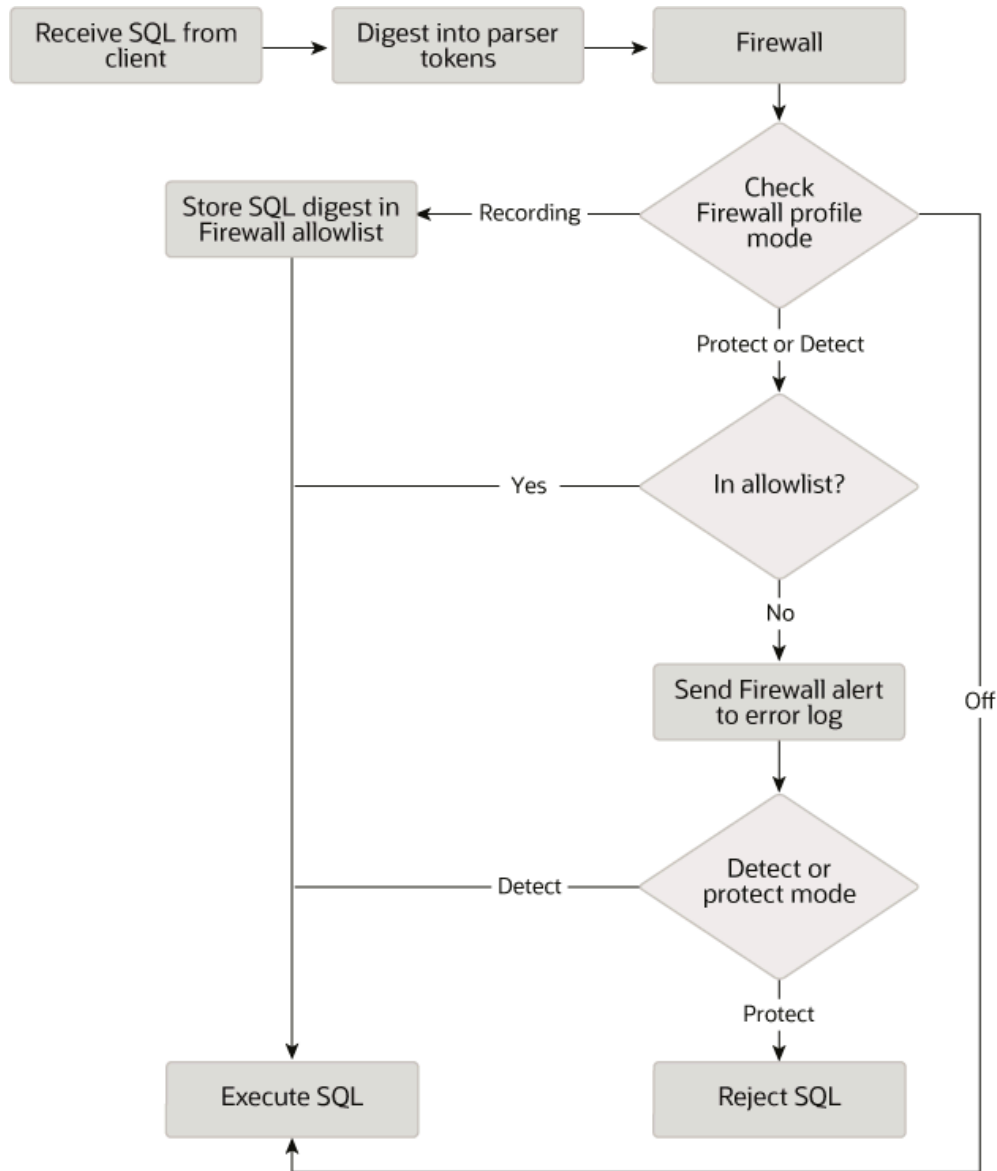 Receive SQL from
client
Digest into parser
tokens
Firewall
Check
Firewall profile
mode
Recording
Store SQL digest in
Firewall allowlist
Protect or Detect
In allowlist?
Yes
No
Send Firewall alert
to error log
Off
Detect or
protect mode
Detect
Protect
Execute SQL
Reject SQL